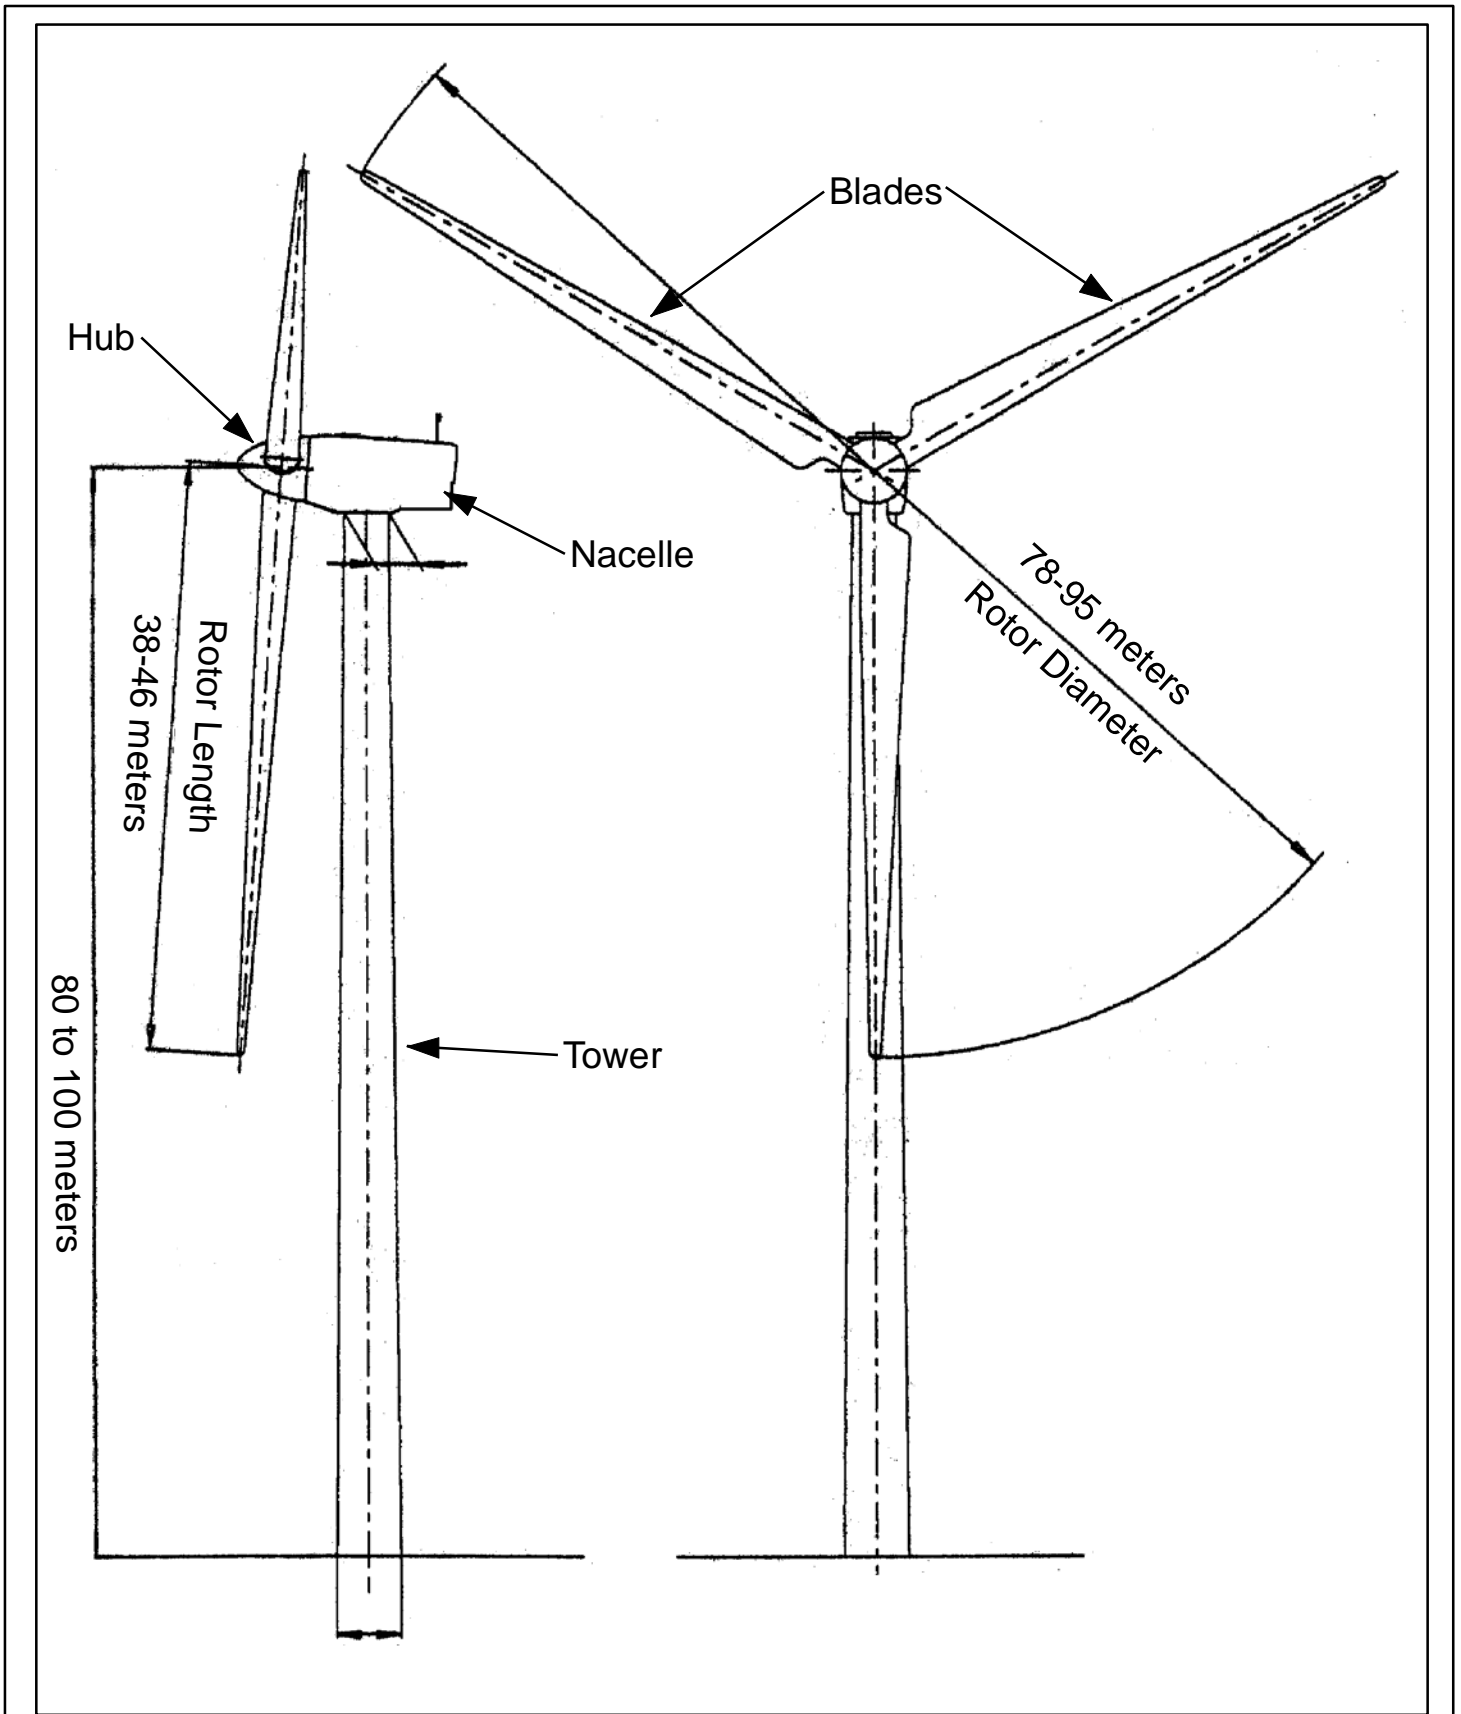 Blades
Hub
Nacelle
78-95 meters
Rotor Diameter
Rotor Length
38-46 meters
80 to 100 meters
Tower